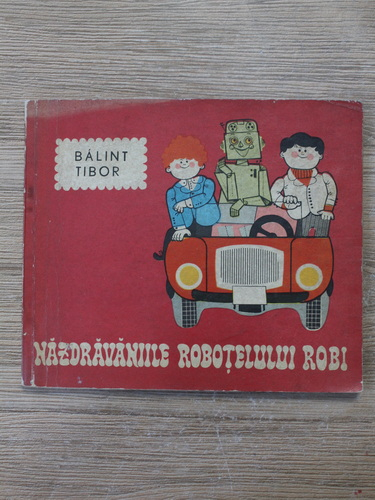 BÁLINT
TIBOR
NĂZDRĂVĂNIILE ROBOȚELULUI ROBI